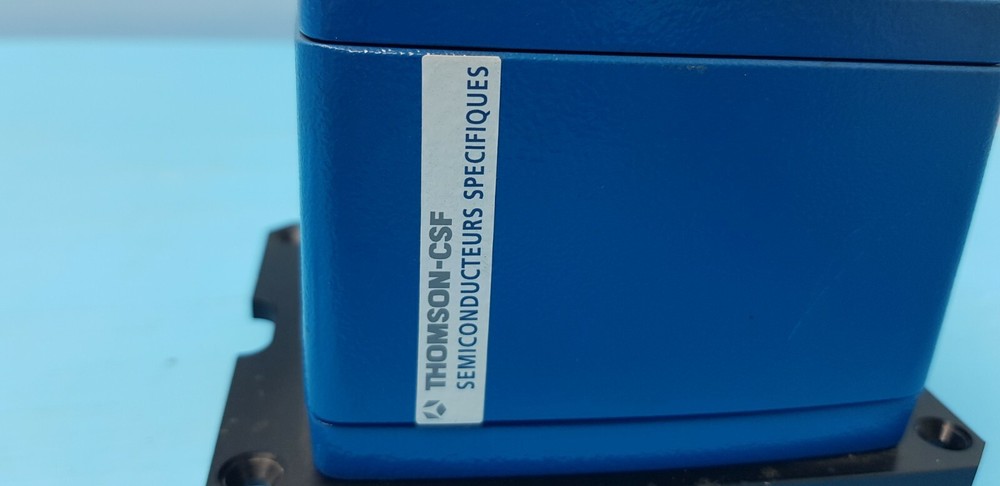 THOMSON-CSF
SEMICONDUCTEURS SPECIFIQUES